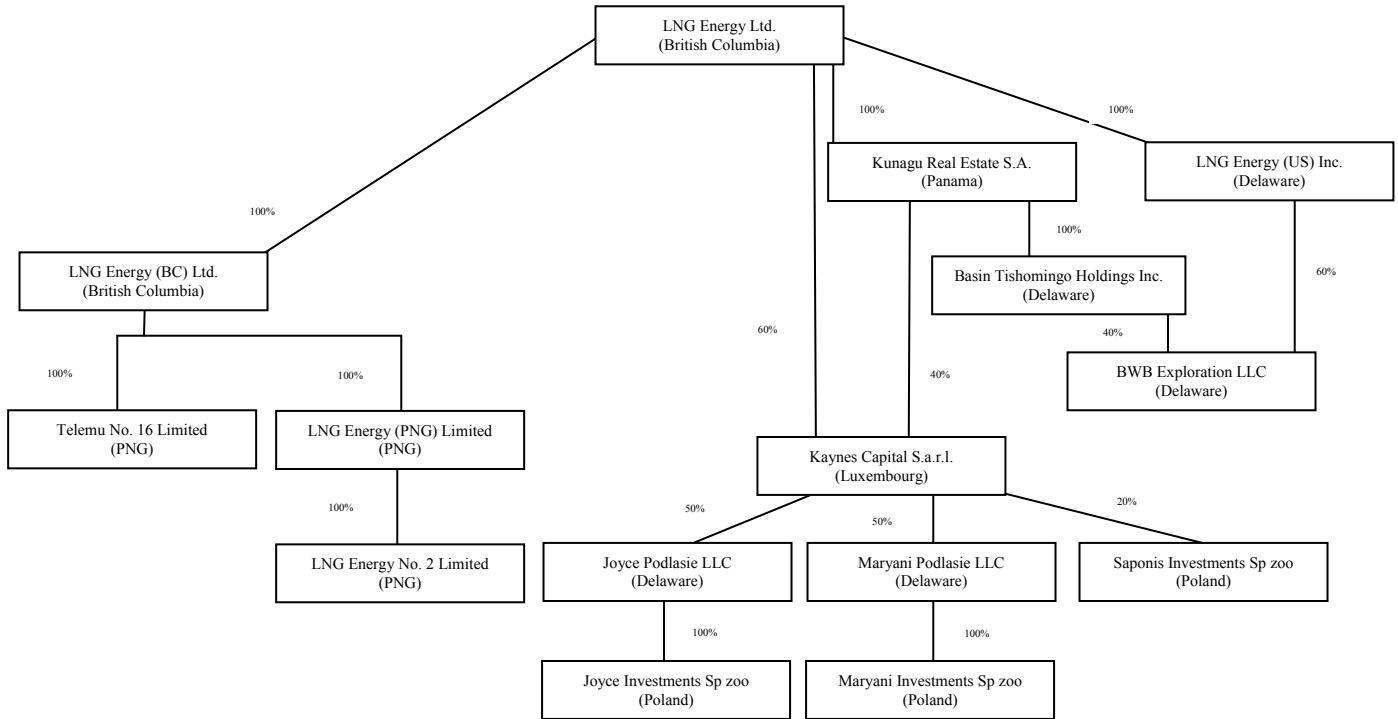 LNG Energy Ltd.
(British Columbia)
100%
100%
Kunagu Real Estate S.A.
(Panama)
LNG Energy (US) Inc.
(Delaware)
100%
100%
LNG Energy (BC) Ltd.
(British Columbia)
Basin Tishomingo Holdings Inc.
(Delaware)
60%
60%
40%
100%
100%
40%
BWB Exploration LLC
(Delaware)
Telemu No. 16 Limited
(PNG)
LNG Energy (PNG) Limited
(PNG)
Kaynes Capital S.a.r.l.
(Luxembourg)
100%
50%
50%
20%
LNG Energy No. 2 Limited
(PNG)
Joyce Podlasie LLC
(Delaware)
Maryani Podlasie LLC
(Delaware)
Saponis Investments Sp zoo
(Poland)
100%
100%
Joyce Investments Sp zoo
(Poland)
Maryani Investments Sp zoo
(Poland)